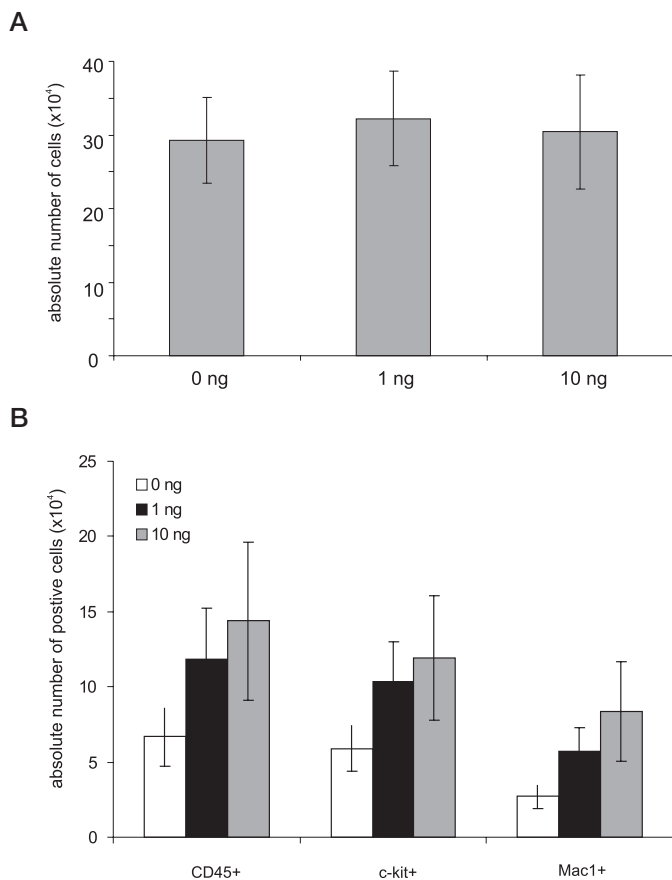 A
absolute number of cells (x10⁴)
40
30
20
10
0
0 ng
1 ng
10 ng
B
absolute number of postive cells (x10⁴)
25
20
15
10
5
0
0 ng
1 ng
10 ng
CD45+
c-kit+
Mac1+